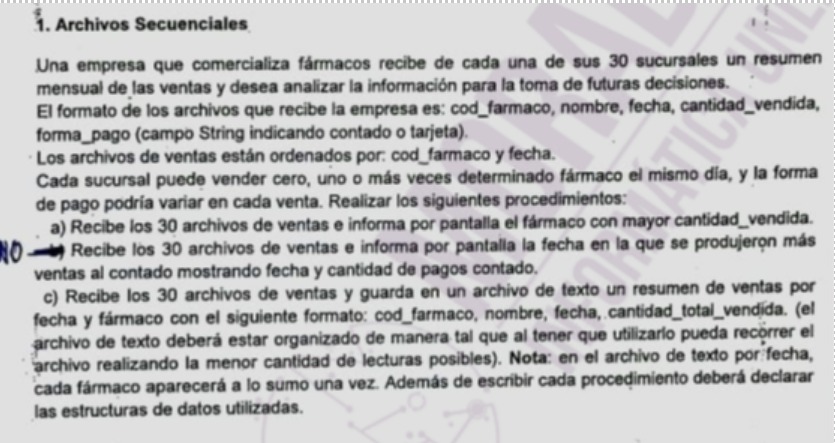 1. Archivos Secuenciales
Una empresa que comercializa fármacos recibe de cada una de sus 30 sucursales un resumen
mensual de las ventas y desea analizar la información para la toma de futuras decisiones.
El formato de los archivos que recibe la empresa es: cod_farmaco, nombre, fecha, cantidad_vendida,
forma_pago (campo String indicando contado o tarjeta).
Los archivos de ventas están ordenados por: cod_farmaco y fecha.
Cada sucursal puede vender cero, uno o más veces determinado fármaco el mismo día, y la forma
de pago podría variar en cada venta. Realizar los siguientes procedimientos:
a) Recibe los 30 archivos de ventas e informa por pantalla el fármaco con mayor cantidad_vendida.
NO Recibe los 30 archivos de ventas e informa por pantalla la fecha en la que se produjeron más
ventas al contado mostrando fecha y cantidad de pagos contado.
c) Recibe los 30 archivos de ventas y guarda en un archivo de texto un resumen de ventas por
fecha y fármaco con el siguiente formato: cod_farmaco, nombre, fecha, cantidad_total_vendida. (el
archivo de texto deberá estar organizado de manera tal que al tener que utilizarlo pueda recorrer el
archivo realizando la menor cantidad de lecturas posibles). Nota: en el archivo de texto por fecha,
cada fármaco aparecerá a lo sumo una vez. Además de escribir cada procedimiento deberá declarar
las estructuras de datos utilizadas.